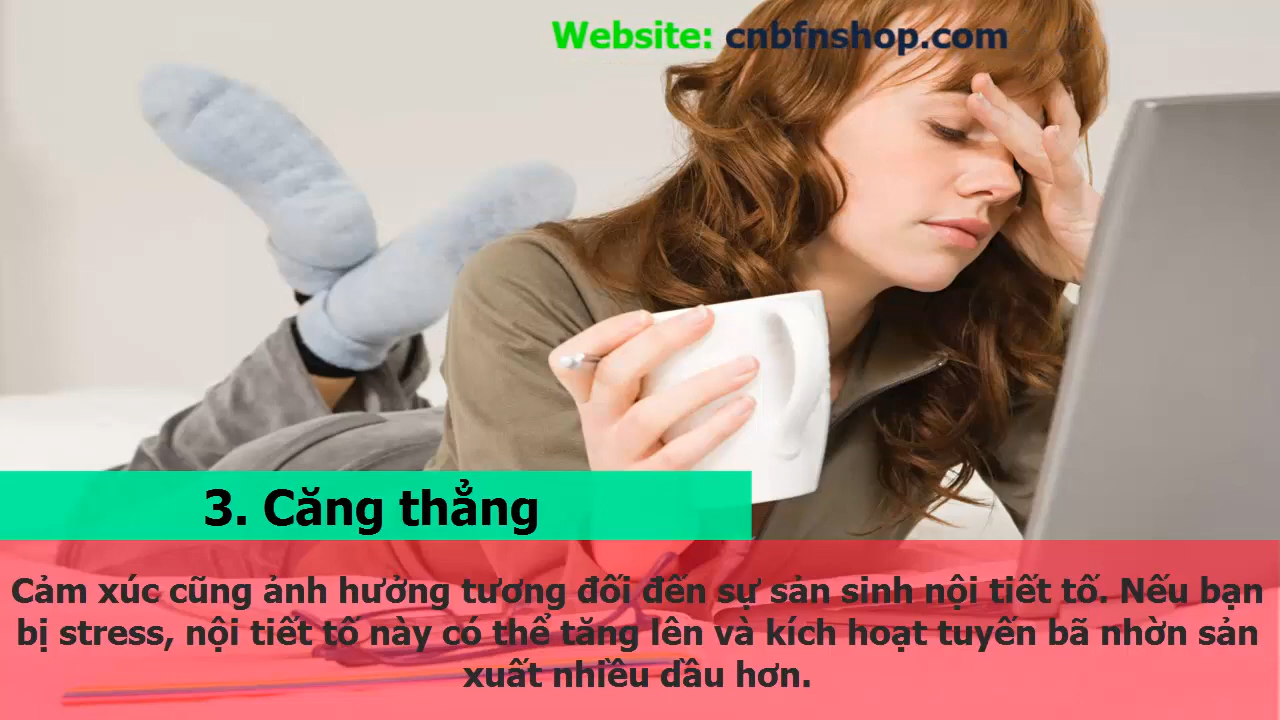 Website: cnbfnshop.com
3. Căng thẳng
Cảm xúc cũng ảnh hưởng tương đối đến sự sản sinh nội tiết tố. Nếu bạn
bị stress, nội tiết tố này có thể tăng lên và kích hoạt tuyến bã nhờn sản
xuất nhiều dầu hơn.